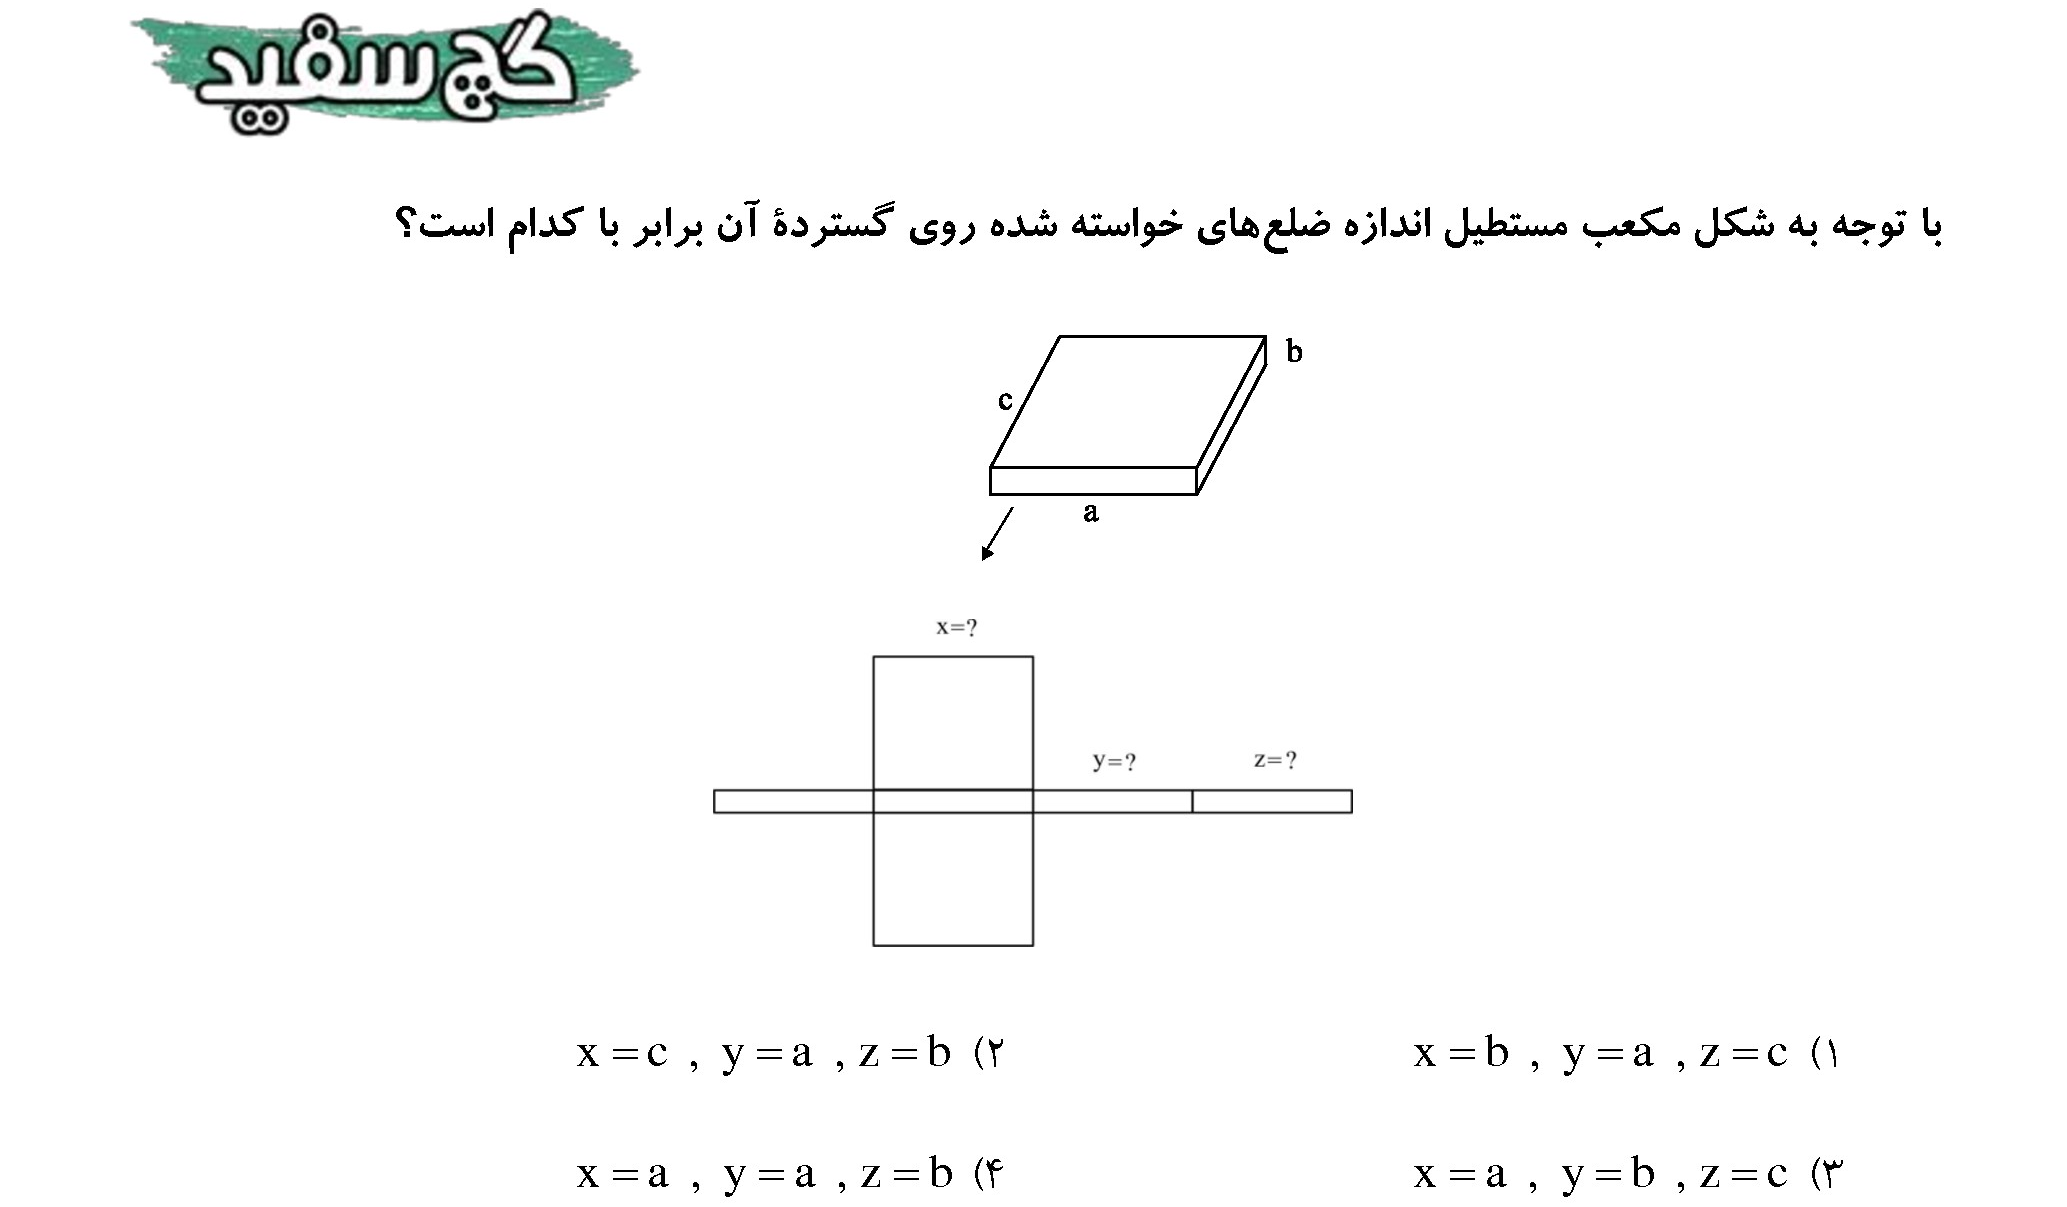 گچ سفید
با توجه به شکل مکعب مستطیل اندازه ضلع‌های خواسته شده روی گستردهٔ آن برابر با کدام است؟
b
c
a
x=?
y=? z=?
۱) x = b , y = a , z = c
۲) x = c , y = a , z = b
۳) x = a , y = b , z = c
۴) x = a , y = a , z = b